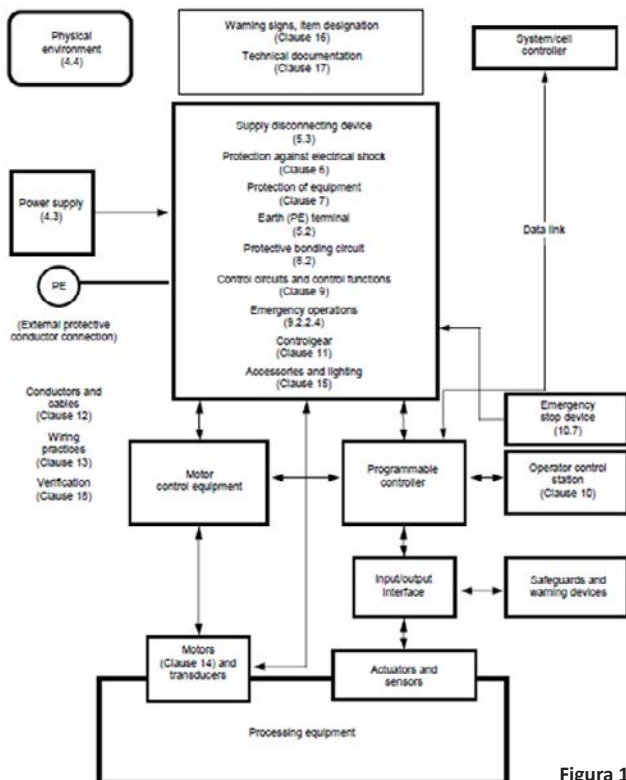 Physical
environment
(4.4)
Warning signs, item designation
(Clause 16)
Technical documentation
(Clause 17)
System/cell
controller
Supply disconnecting device
(5.3)
Protection against electrical shock
(Clause 6)
Protection of equipment
(Clause 7)
Earth (PE) terminal
(5.2)
Protective bonding circuit
(8.2)
Control circuits and control functions
(Clause 9)
Emergency operations
(9.2.2.4)
Controlgear
(Clause 11)
Accessories and lighting
(Clause 15)
Power supply
(4.3)
PE
(External protective
conductor connection)
Data link
Conductors and
cables
(Clause 12)
Wiring
practices
(Clause 13)
Verification
(Clause 18)
Motor
control equipment
Programmable
controller
Emergency
stop device
(10.7)
Operator control
station
(Clause 10)
Input/output
interface
Safeguards and
warning devices
Motors
(Clause 14) and
transducers
Actuators and
sensors
Processing equipment
Figura 1